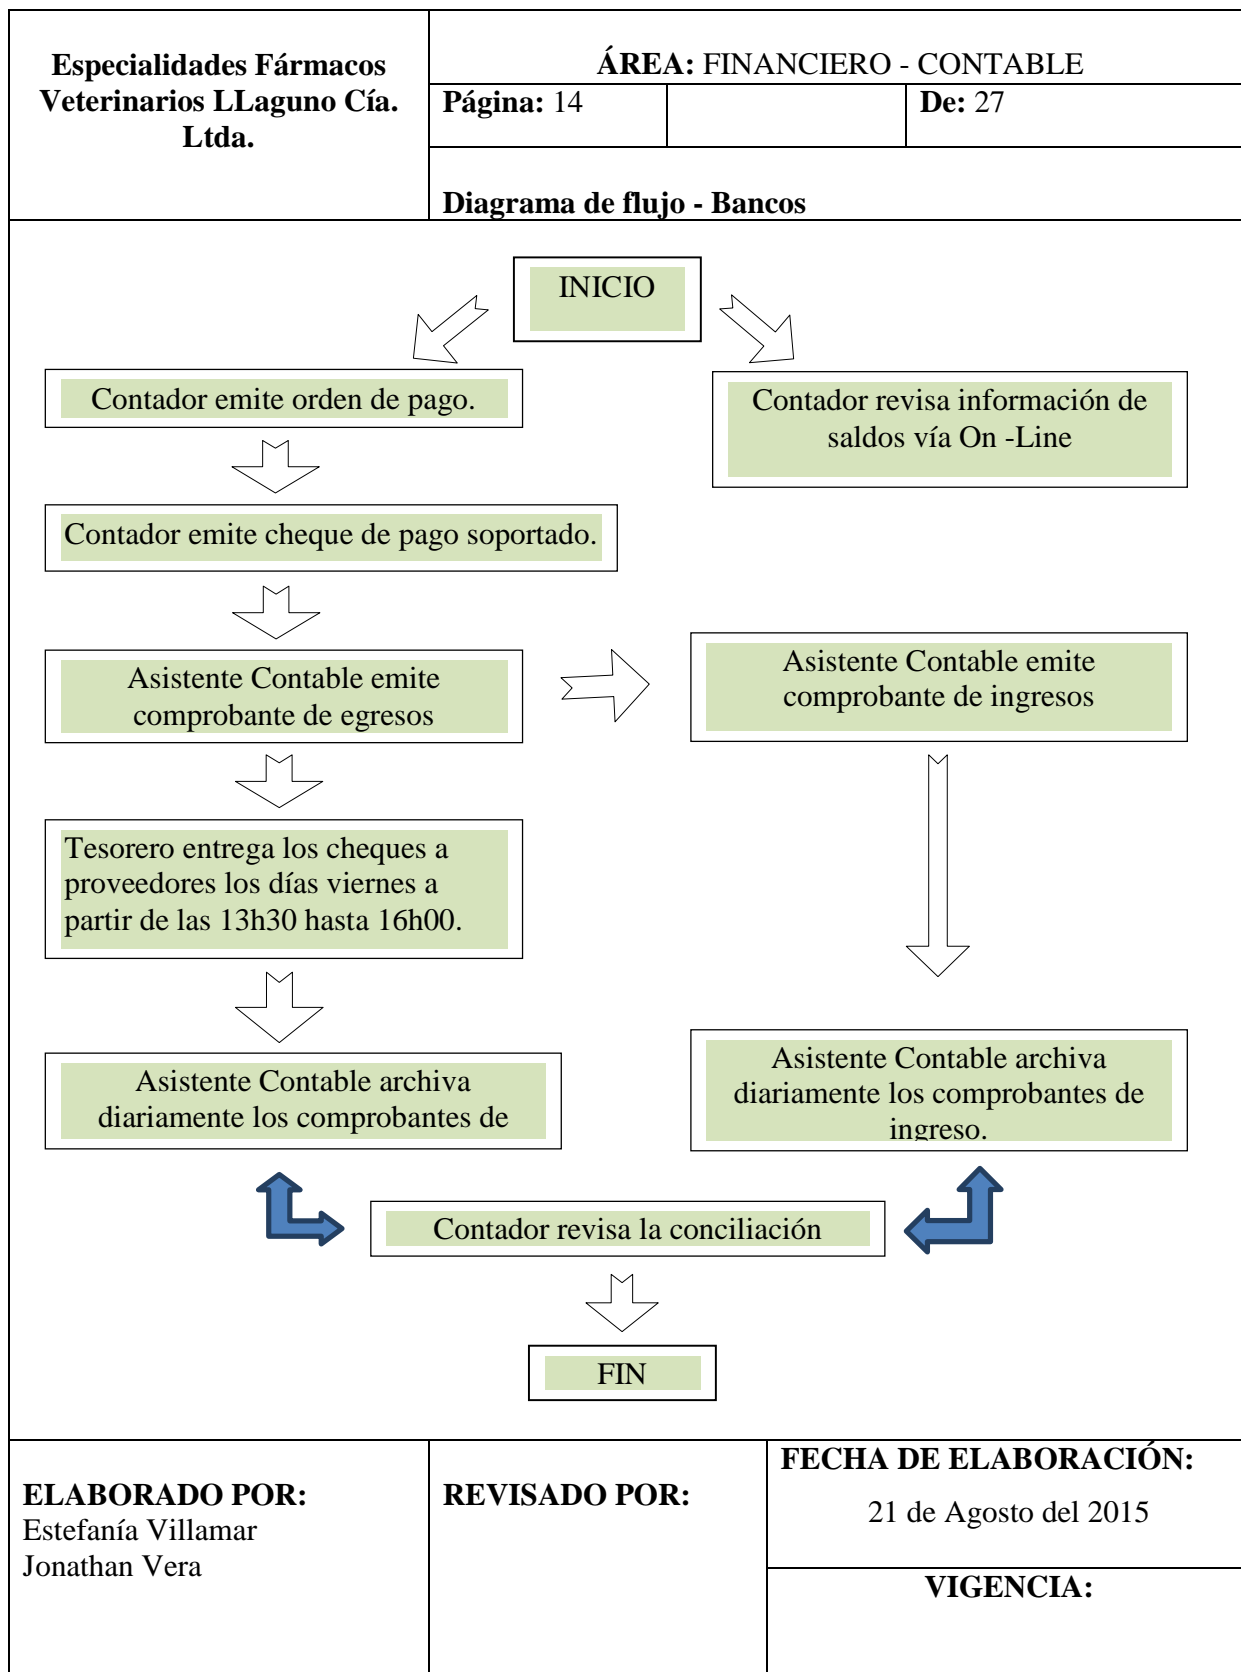 Especialidades Fármacos
Veterinarios LLaguno Cía.
Ltda.
ÁREA: FINANCIERO - CONTABLE
Página: 14
De: 27
Diagrama de flujo - Bancos
INICIO
Contador emite orden de pago.
Contador revisa información de
saldos vía On -Line
Contador emite cheque de pago soportado.
Asistente Contable emite
comprobante de egresos
Asistente Contable emite
comprobante de ingresos
Tesorero entrega los cheques a
proveedores los días viernes a
partir de las 13h30 hasta 16h00.
Asistente Contable archiva
diariamente los comprobantes de
Asistente Contable archiva
diariamente los comprobantes de
ingreso.
Contador revisa la conciliación
FIN
ELABORADO POR:
Estefanía Villamar
Jonathan Vera
REVISADO POR:
FECHA DE ELABORACIÓN:
21 de Agosto del 2015
VIGENCIA: